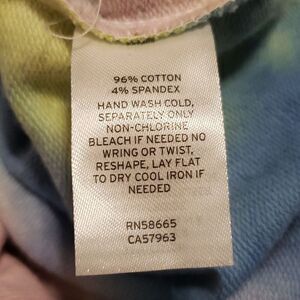 96% COTTON
4% SPANDEX
HAND WASH COLD,
SEPARATELY ONLY
NON-CHLORINE
BLEACH IF NEEDED NO
WRING OR TWIST,
RESHAPE, LAY FLAT
TO DRY COOL IRON IF
NEEDED
RN58665
CA57963